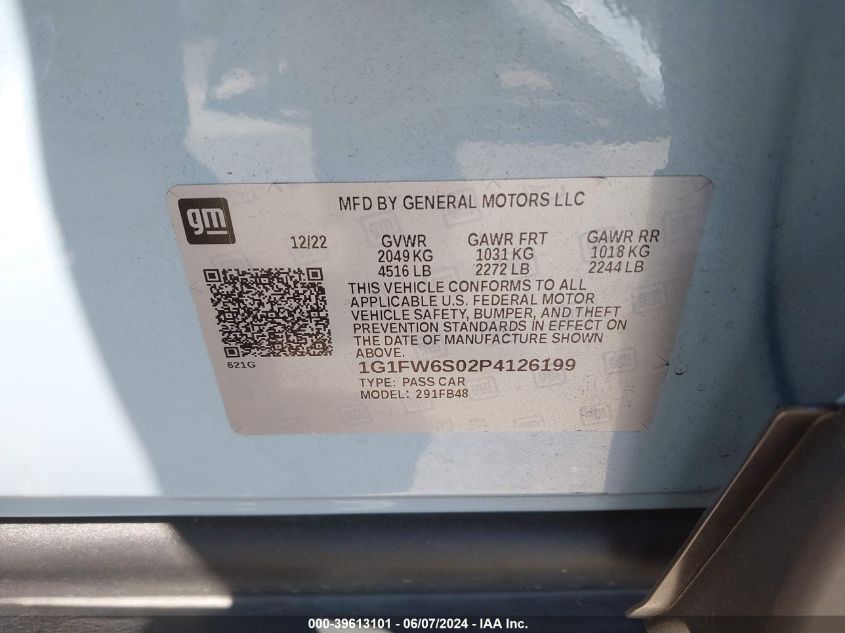 gm
MFD BY GENERAL MOTORS LLC
12/22 GVWR GAWR FRT GAWR RR
2049 KG 1031 KG 1018 KG
4516 LB 2272 LB 2244 LB
THIS VEHICLE CONFORMS TO ALL
APPLICABLE U.S. FEDERAL MOTOR
VEHICLE SAFETY, BUMPER, AND THEFT
PREVENTION STANDARDS IN EFFECT ON
THE DATE OF MANUFACTURE SHOWN
ABOVE.
621G
1G1FW6S02P4126199
TYPE: PASS CAR
MODEL: 291FB48
000-39613101 - 06/07/2024 - IAA Inc.